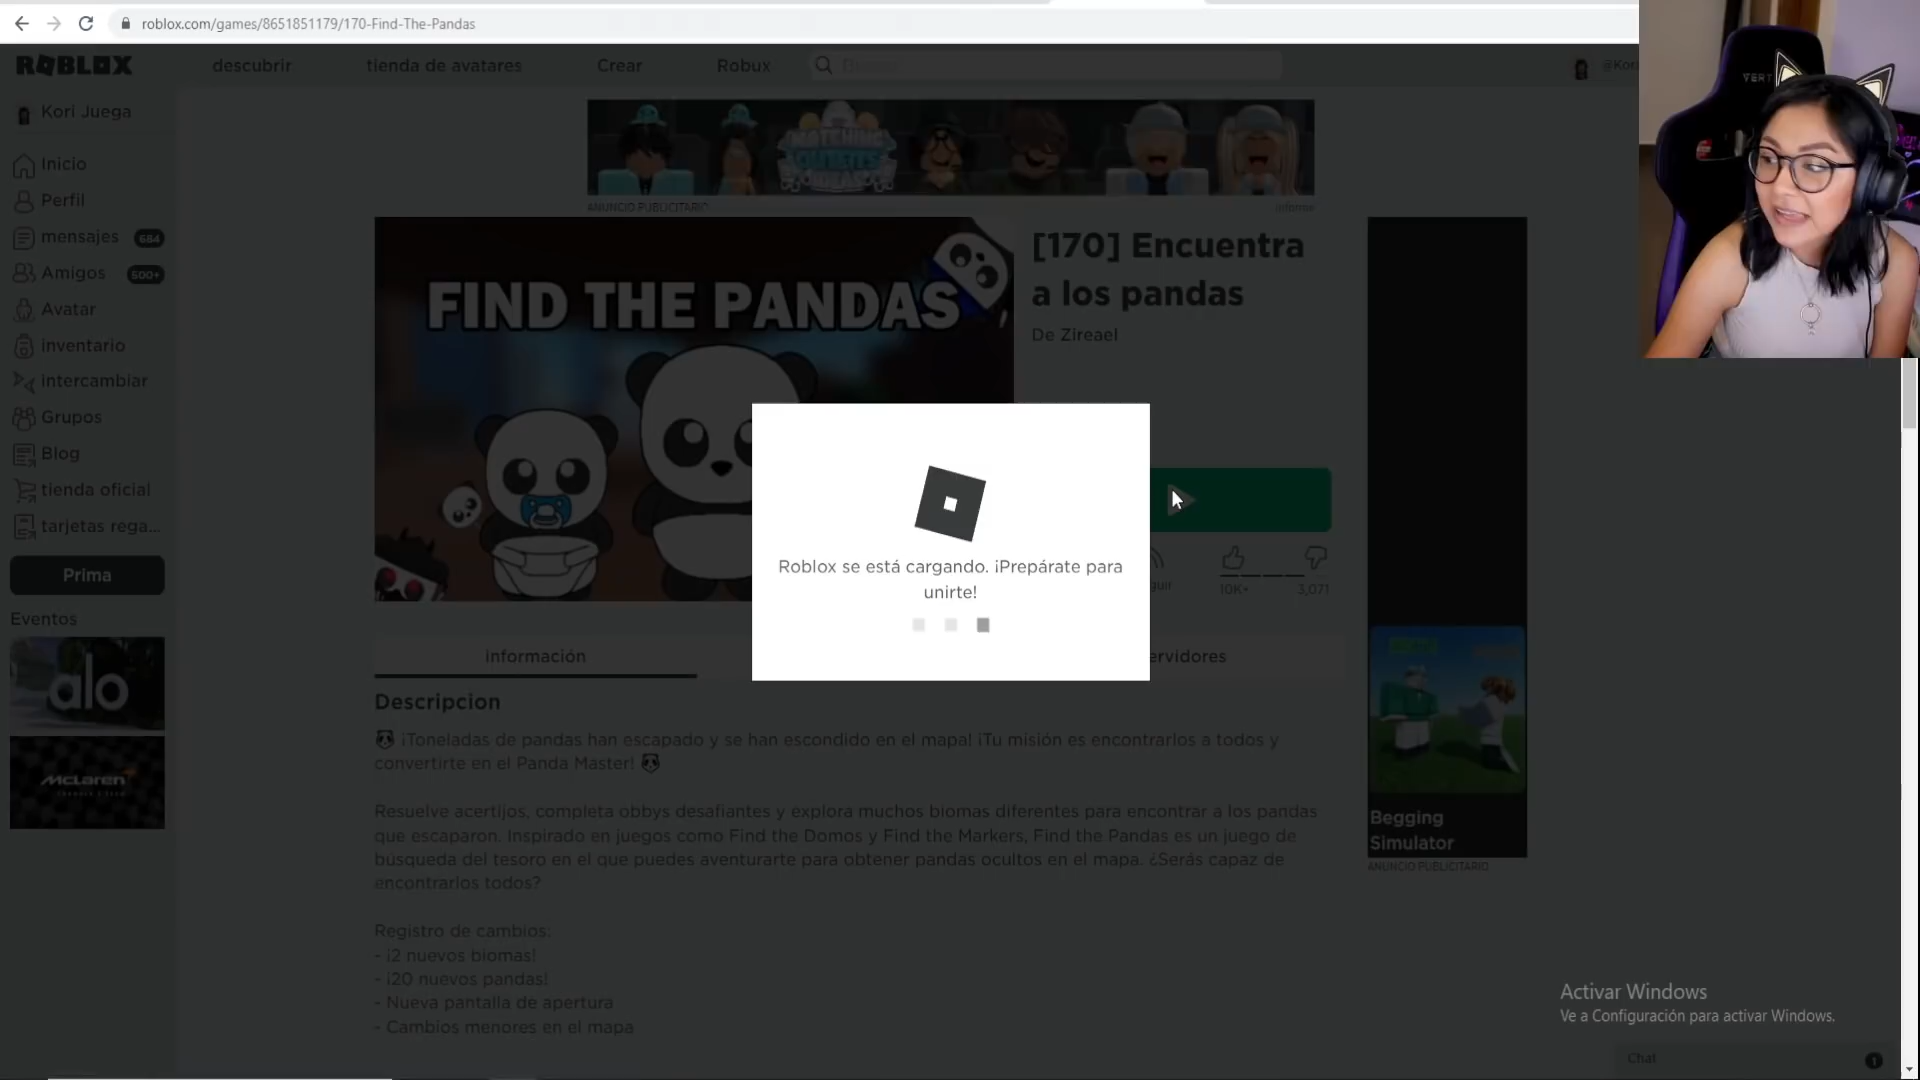 roblox.com/games/8651851179/170-Find-The-Pandas
ROBLOX
descubrir
tienda de avatares
Crear
Robux
@Kori
Kori Juega
Inicio
Perfil
mensajes 684
Amigos 500+
Avatar
inventario
intercambiar
Grupos
Blog
tienda oficial
tarjetas rega...
Prima
Eventos
alo
McLaren
MATCHING
ANUNCIO PUBLICITARIO
FIND THE PANDAS
[170] Encuentra
a los pandas
De Zireael
VERT
Roblox se está cargando. ¡Prepárate para
unirte!
10K+
3,071
información
ervidores
Descripcion
¡Toneladas de pandas han escapado y se han escondido en el mapa! ¡Tu misión es encontrarlos a todos y
convertirte en el Panda Master!
Resuelve acertijos, completa obbys desafiantes y explora muchos biomas diferentes para encontrar a los pandas
que escaparon. Inspirado en juegos como Find the Domos y Find the Markers, Find the Pandas es un juego de
búsqueda del tesoro en el que puedes aventurarte para obtener pandas ocultos en el mapa. ¿Serás capaz de
encontrarlos todos?
Registro de cambios:
- ¡2 nuevos biomas!
- ¡20 nuevos pandas!
- Nueva pantalla de apertura
- Cambios menores en el mapa
Begging
Simulator
ANUNCIO PUBLICITARIO
Activar Windows
Ve a Configuración para activar Windows.
Chat
1